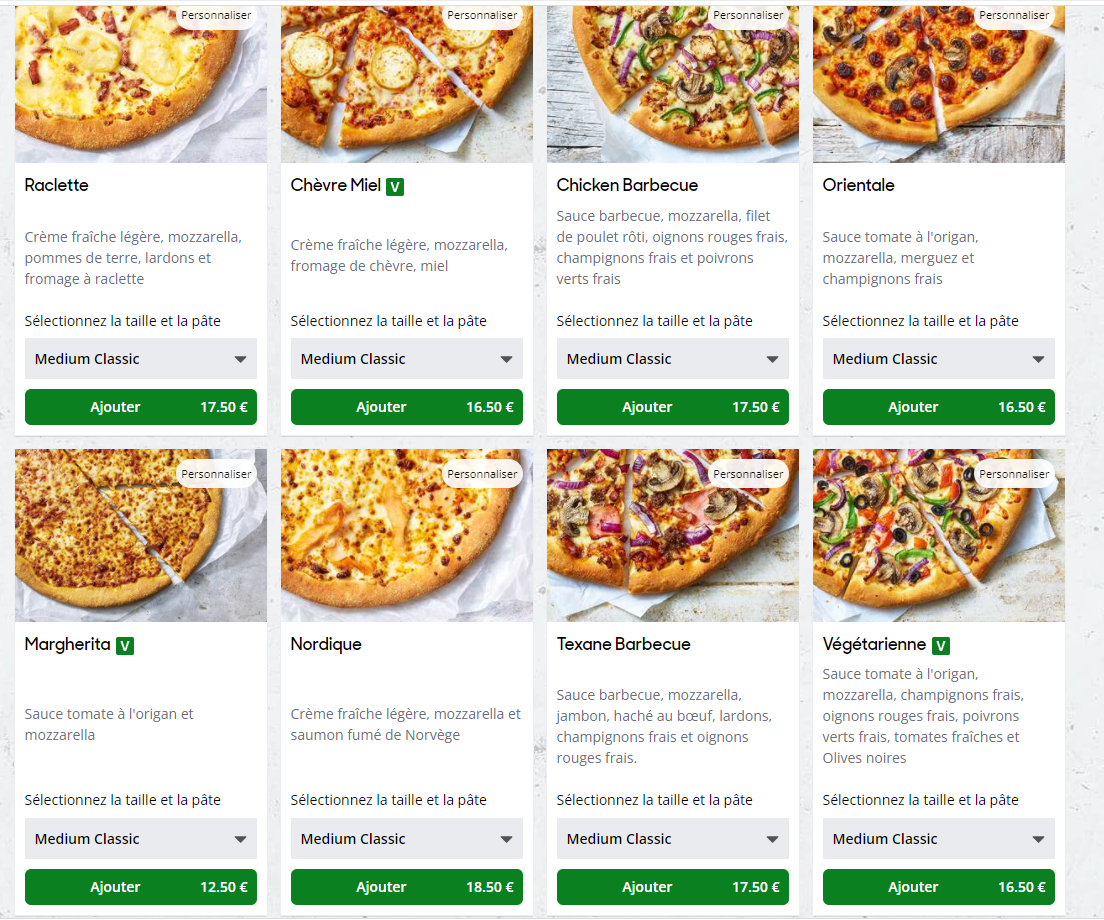 Personnaliser
Personnaliser
Personnaliser
Personnaliser
Raclette
Crème fraîche légère, mozzarella,
pommes de terre, lardons et
fromage à raclette
Sélectionnez la taille et la pâte
Medium Classic
Ajouter 17.50 €
Chèvre Miel V
Crème fraîche légère, mozzarella,
fromage de chèvre, miel
Sélectionnez la taille et la pâte
Medium Classic
Ajouter 16.50 €
Chicken Barbecue
Sauce barbecue, mozzarella, filet
de poulet rôti, oignons rouges frais,
champignons frais et poivrons
verts frais
Sélectionnez la taille et la pâte
Medium Classic
Ajouter 17.50 €
Orientale
Sauce tomate à l'origan,
mozzarella, merguez et
champignons frais
Sélectionnez la taille et la pâte
Medium Classic
Ajouter 16.50 €
Personnaliser
Margherita V
Sauce tomate à l'origan et
mozzarella
Sélectionnez la taille et la pâte
Medium Classic
Ajouter 12.50 €
Personnaliser
Nordique
Crème fraîche légère, mozzarella et
saumon fumé de Norvège
Sélectionnez la taille et la pâte
Medium Classic
Ajouter 18.50 €
Personnaliser
Texane Barbecue
Sauce barbecue, mozzarella,
jambon, haché au bœuf, lardons,
champignons frais et oignons
rouges frais.
Sélectionnez la taille et la pâte
Medium Classic
Ajouter 17.50 €
Personnaliser
Végétarienne V
Sauce tomate à l'origan,
mozzarella, champignons frais,
oignons rouges frais, poivrons
verts frais, tomates fraîches et
Olives noires
Sélectionnez la taille et la pâte
Medium Classic
Ajouter 16.50 €